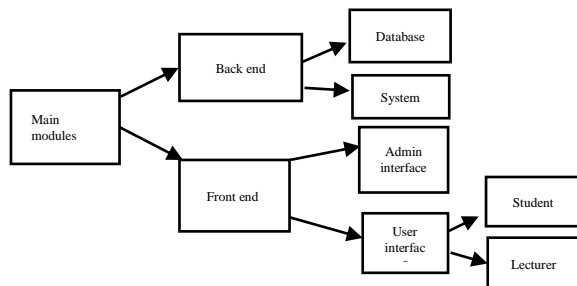 Database
Back end
System
Main
modules
Admin
interface
Front end
Student
User
interfac
Lecturer